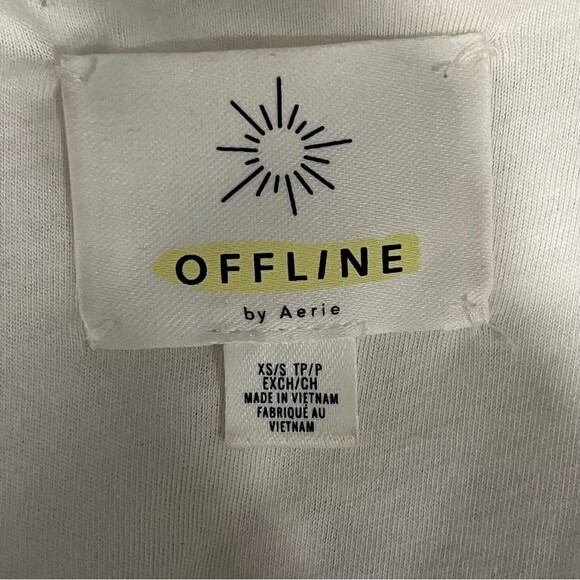 OFFLINE
by Aerie
XS/S TP/P
EXCH/CH
MADE IN VIETNAM
FABRIQUÉ AU
VIETNAM